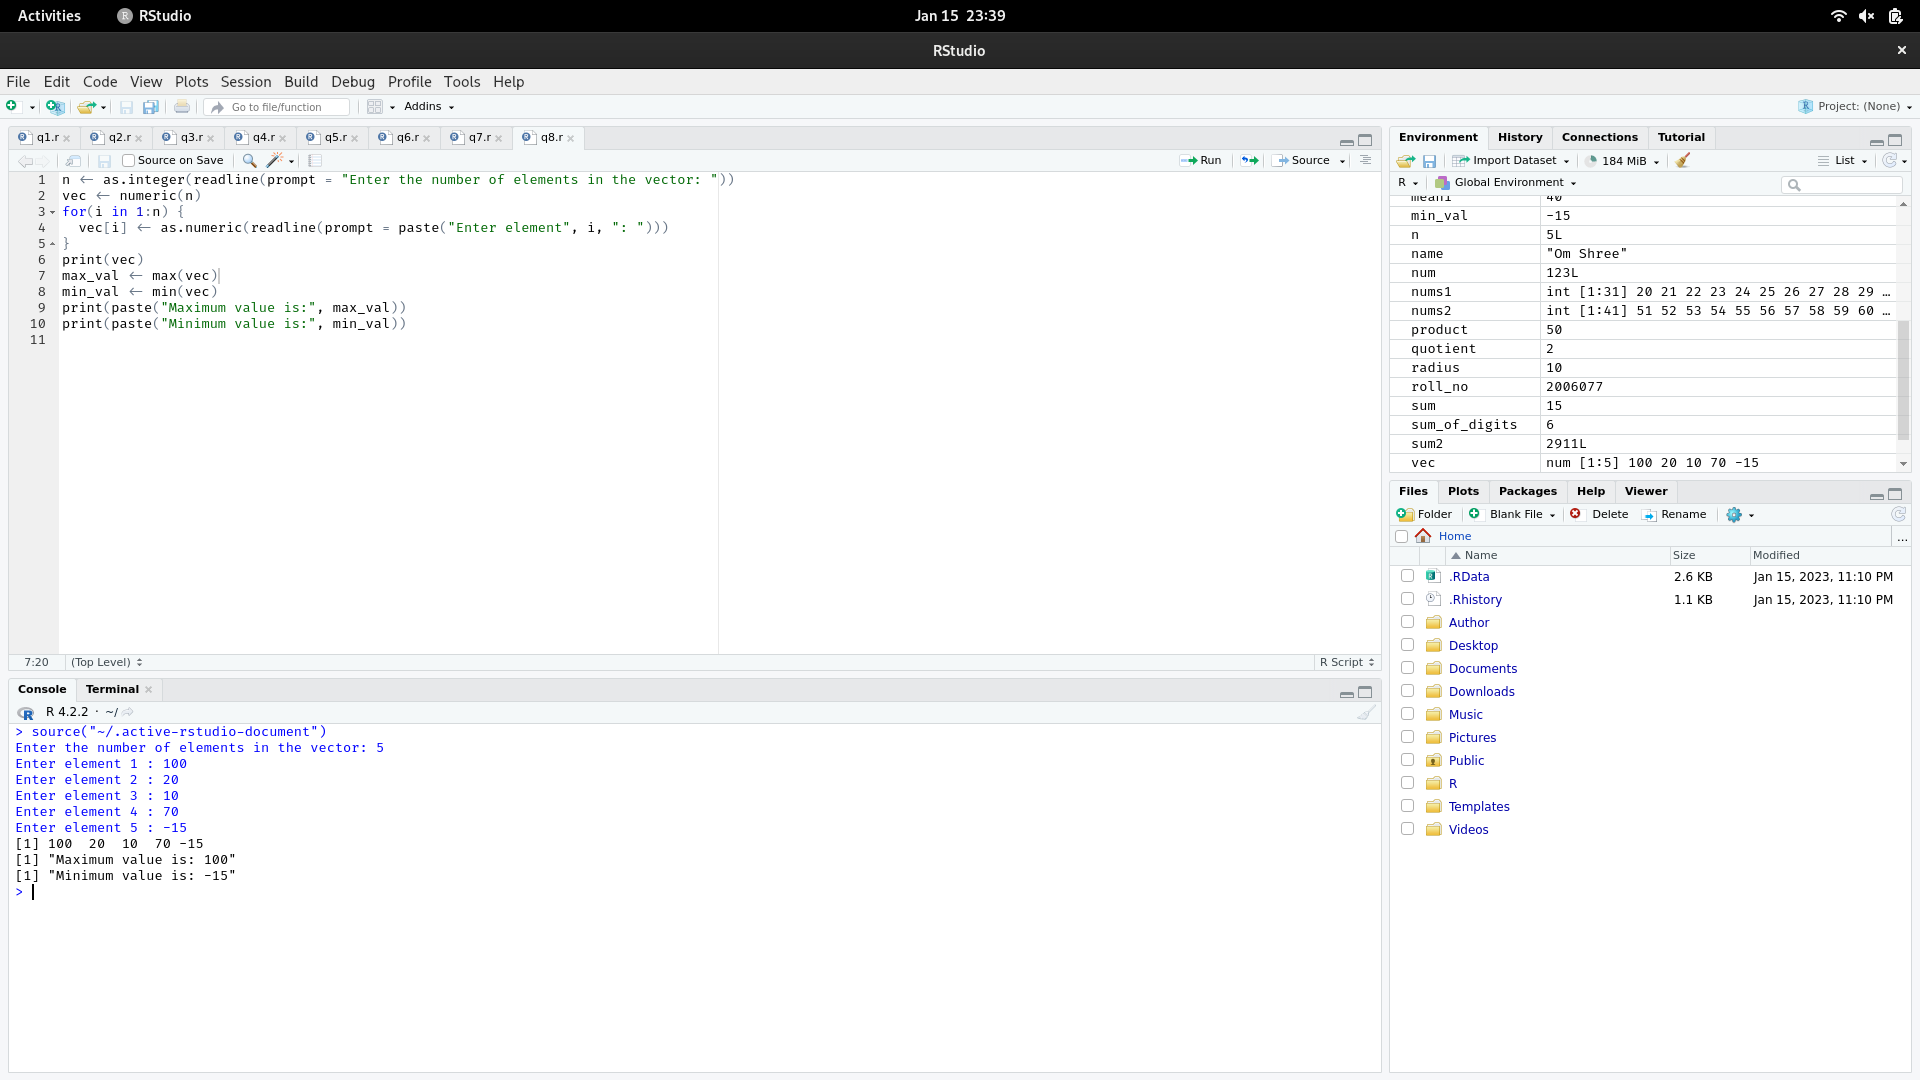 Activities RStudio Jan 15 23:39
RStudio
File Edit Code View Plots Session Build Debug Profile Tools Help
Go to file/function Addins Project: (None)
q1.r q2.r q3.r q4.r q5.r q6.r q7.r q8.r
Source on Save Run Source
1 n <- as.integer(readline(prompt = "Enter the number of elements in the vector: "))
2 vec <- numeric(n)
3 for(i in 1:n) {
4 vec[i] <- as.numeric(readline(prompt = paste("Enter element", i, ": ")))
5 }
6 print(vec)
7 max_val <- max(vec)
8 min_val <- min(vec)
9 print(paste("Maximum value is:", max_val))
10 print(paste("Minimum value is:", min_val))
11
7:20 (Top Level) R Script
Console Terminal
R 4.2.2 · ~/
> source("~/.active-rstudio-document")
Enter the number of elements in the vector: 5
Enter element 1 : 100
Enter element 2 : 20
Enter element 3 : 10
Enter element 4 : 70
Enter element 5 : -15
[1] 100  20  10  70 -15
[1] "Maximum value is: 100"
[1] "Minimum value is: -15"
>
Environment History Connections Tutorial
Import Dataset 184 MiB List
R Global Environment
mean1 40
min_val -15
n 5L
name "Om Shree"
num 123L
nums1 int [1:31] 20 21 22 23 24 25 26 27 28 29 …
nums2 int [1:41] 51 52 53 54 55 56 57 58 59 60 …
product 50
quotient 2
radius 10
roll_no 2006077
sum 15
sum_of_digits 6
sum2 2911L
vec num [1:5] 100 20 10 70 -15
Files Plots Packages Help Viewer
Folder Blank File Delete Rename
Home ...
Name Size Modified
.RData 2.6 KB Jan 15, 2023, 11:10 PM
.Rhistory 1.1 KB Jan 15, 2023, 11:10 PM
Author
Desktop
Documents
Downloads
Music
Pictures
Public
R
Templates
Videos